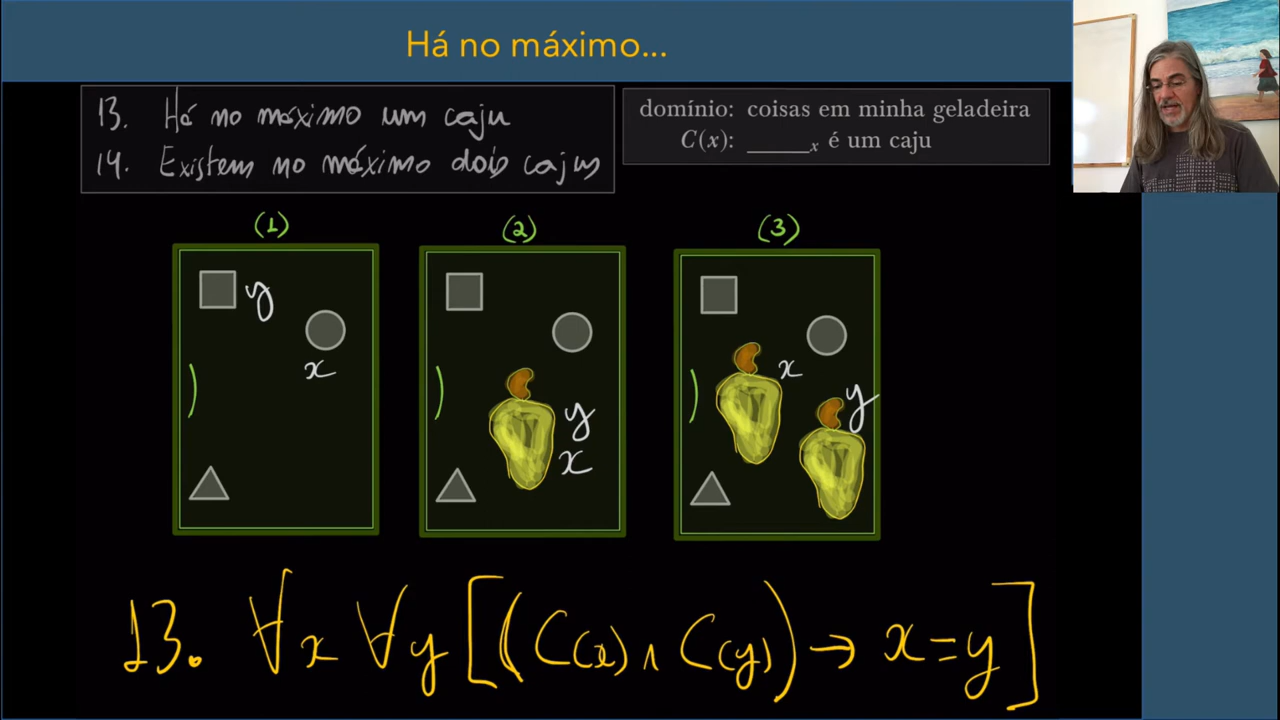 Há no máximo...
13. Há no máximo um caju
14. Existem no máximo dois cajus
domínio: coisas em minha geladeira
C(x): ______x é um caju
(1) (2) (3)
y
x
y
x
x
y
13. ∀x ∀y [(C(x) ∧ C(y)) → x = y]